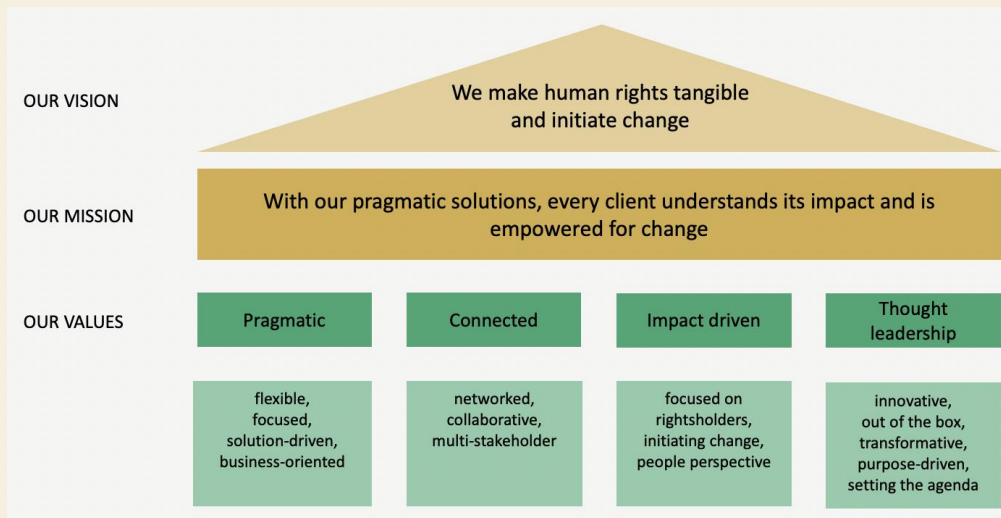 OUR VISION
We make human rights tangible
and initiate change
OUR MISSION
With our pragmatic solutions, every client understands its impact and is
empowered for change
OUR VALUES
Pragmatic
Connected
Impact driven
Thought
leadership
flexible,
focused,
solution-driven,
business-oriented
networked,
collaborative,
multi-stakeholder
focused on
rightsholders,
initiating change,
people perspective
innovative,
out of the box,
transformative,
purpose-driven,
setting the agenda